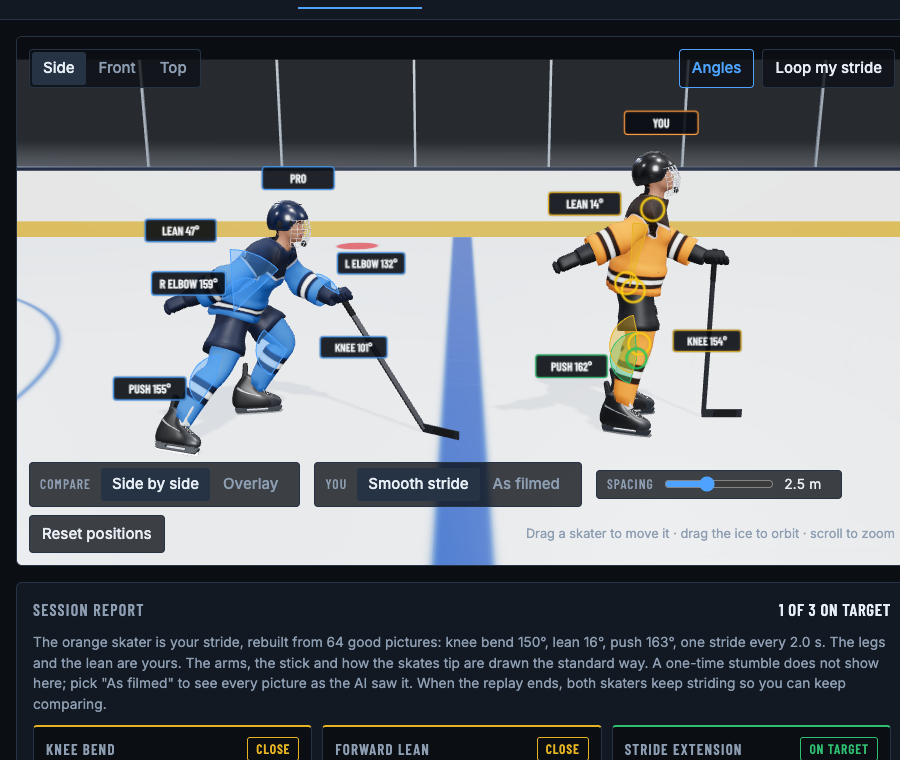 Side Front Top
Angles Loop my stride
YOU
PRO
LEAN 14°
LEAN 47°
L ELBOW 132°
R ELBOW 159°
KNEE 101°
KNEE 154°
PUSH 162°
PUSH 155°
COMPARE Side by side Overlay
YOU Smooth stride As filmed
SPACING 2.5 m
Reset positions
Drag a skater to move it · drag the ice to orbit · scroll to zoom
SESSION REPORT
1 OF 3 ON TARGET
The orange skater is your stride, rebuilt from 64 good pictures: knee bend 150°, lean 16°, push 163°, one stride every 2.0 s. The legs
and the lean are yours. The arms, the stick and how the skates tip are drawn the standard way. A one-time stumble does not show
here; pick "As filmed" to see every picture as the AI saw it. When the replay ends, both skaters keep striding so you can keep
comparing.
KNEE BEND CLOSE
FORWARD LEAN CLOSE
STRIDE EXTENSION ON TARGET